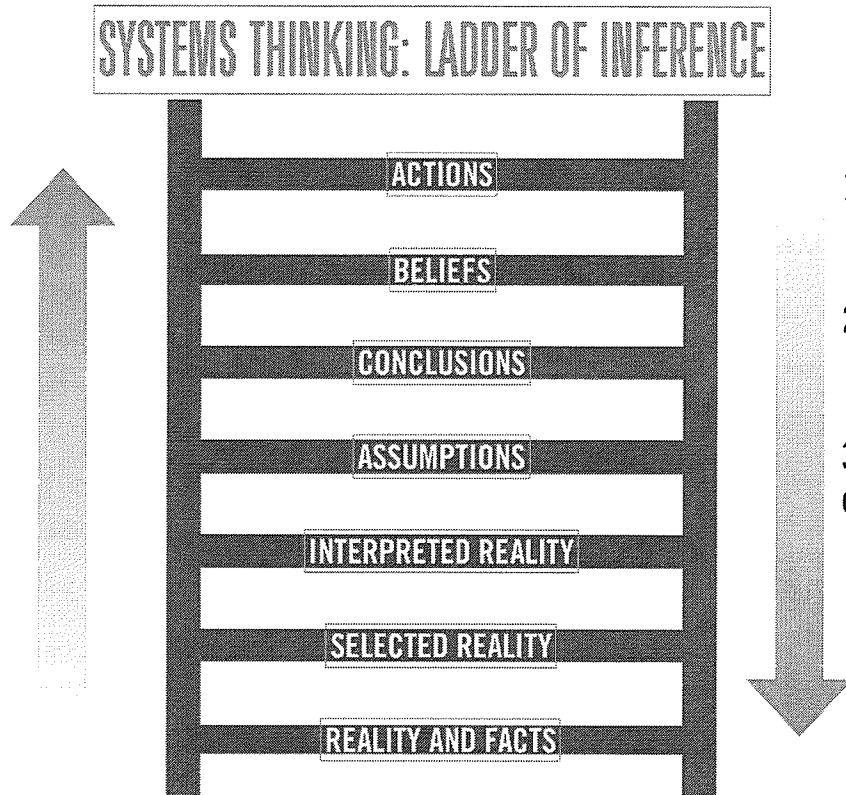 SYSTEMS THINKING: LADDER OF INFERENCE
ACTIONS
BELIEFS
CONCLUSIONS
ASSUMPTIONS
INTERPRETED REALITY
SELECTED REALITY
REALITY AND FACTS